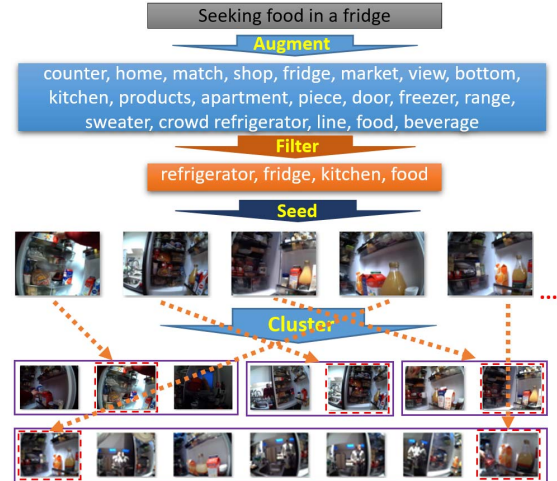 Seeking food in a fridge
Augment
counter, home, match, shop, fridge, market, view, bottom,
kitchen, products, apartment, piece, door, freezer, range,
sweater, crowd refrigerator, line, food, beverage
Filter
refrigerator, fridge, kitchen, food
Seed
...
Cluster